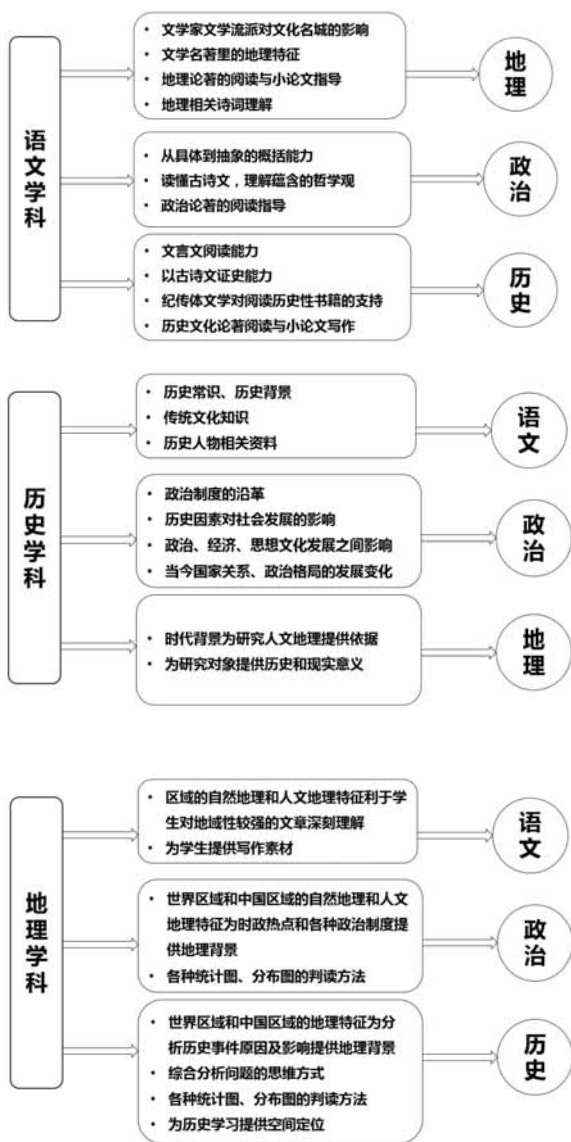 语文学科
文学家文学流派对文化名城的影响
文学名著里的地理特征
地理论著的阅读与小论文指导
地理相关诗词理解
地理
从具体到抽象的概括能力
读懂古诗文，理解蕴含的哲学观
政治论著的阅读指导
政治
文言文阅读能力
以古诗文证史能力
纪传体文学对阅读历史性书籍的支持
历史文化论著阅读与小论文写作
历史
历史学科
历史常识、历史背景
传统文化知识
历史人物相关资料
语文
政治制度的沿革
历史因素对社会发展的影响
政治、经济、思想文化发展之间影响
当今国家关系、政治格局的发展变化
政治
时代背景为研究人文地理提供依据
为研究对象提供历史和现实意义
地理
地理学科
区域的自然地理和人文地理特征利于学
生对地域性较强的文章深刻理解
为学生提供写作素材
语文
世界区域和中国区域的自然地理和人文
地理特征为时政热点和各种政治制度提
供地理背景
各种统计图、分布图的判读方法
政治
世界区域和中国区域的地理特征为分
析历史事件原因及影响提供地理背景
综合分析问题的思维方式
各种统计图、分布图的判读方法
为历史学习提供空间定位
历史